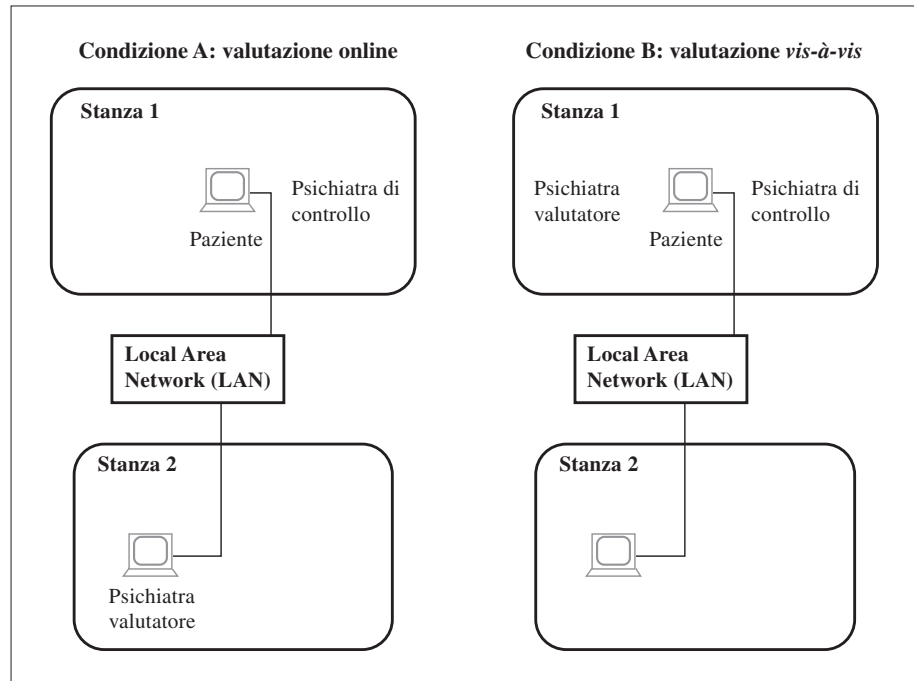 Condizione A: valutazione online
Stanza 1
Psichiatra di
controllo
Paziente
Local Area
Network (LAN)
Stanza 2
Psichiatra
valutatore
Condizione B: valutazione vis-à-vis
Stanza 1
Psichiatra
valutatore
Psichiatra di
controllo
Paziente
Local Area
Network (LAN)
Stanza 2